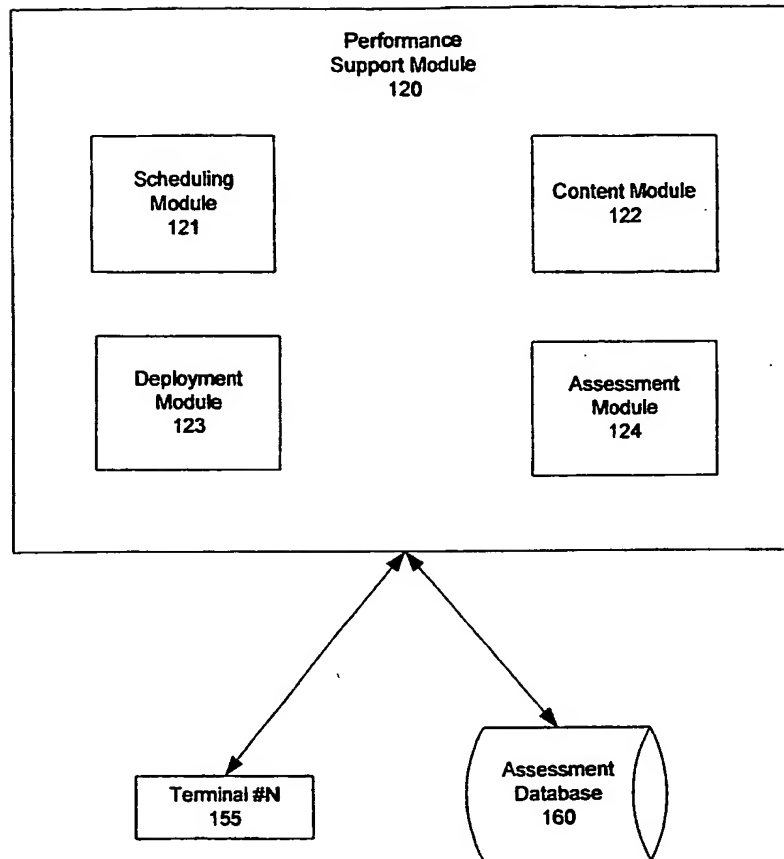 Performance
Support Module
120
Scheduling
Module
121
Content Module
122
Deployment
Module
123
Assessment
Module
124
Terminal #N
155
Assessment
Database
160